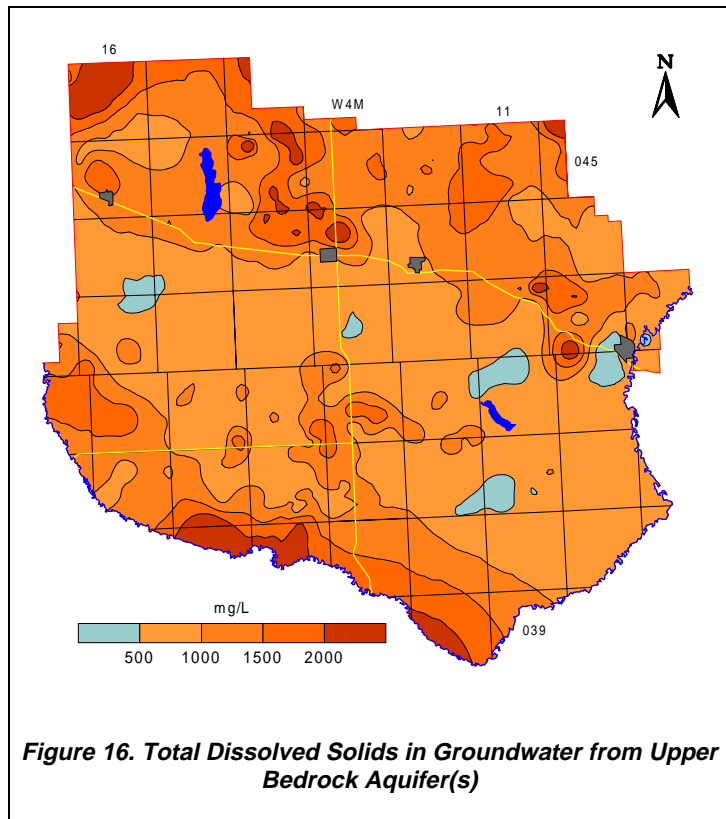 16
N
W4M
11
045
039
mg/L
500 1000 1500 2000
Figure 16. Total Dissolved Solids in Groundwater from Upper
Bedrock Aquifer(s)